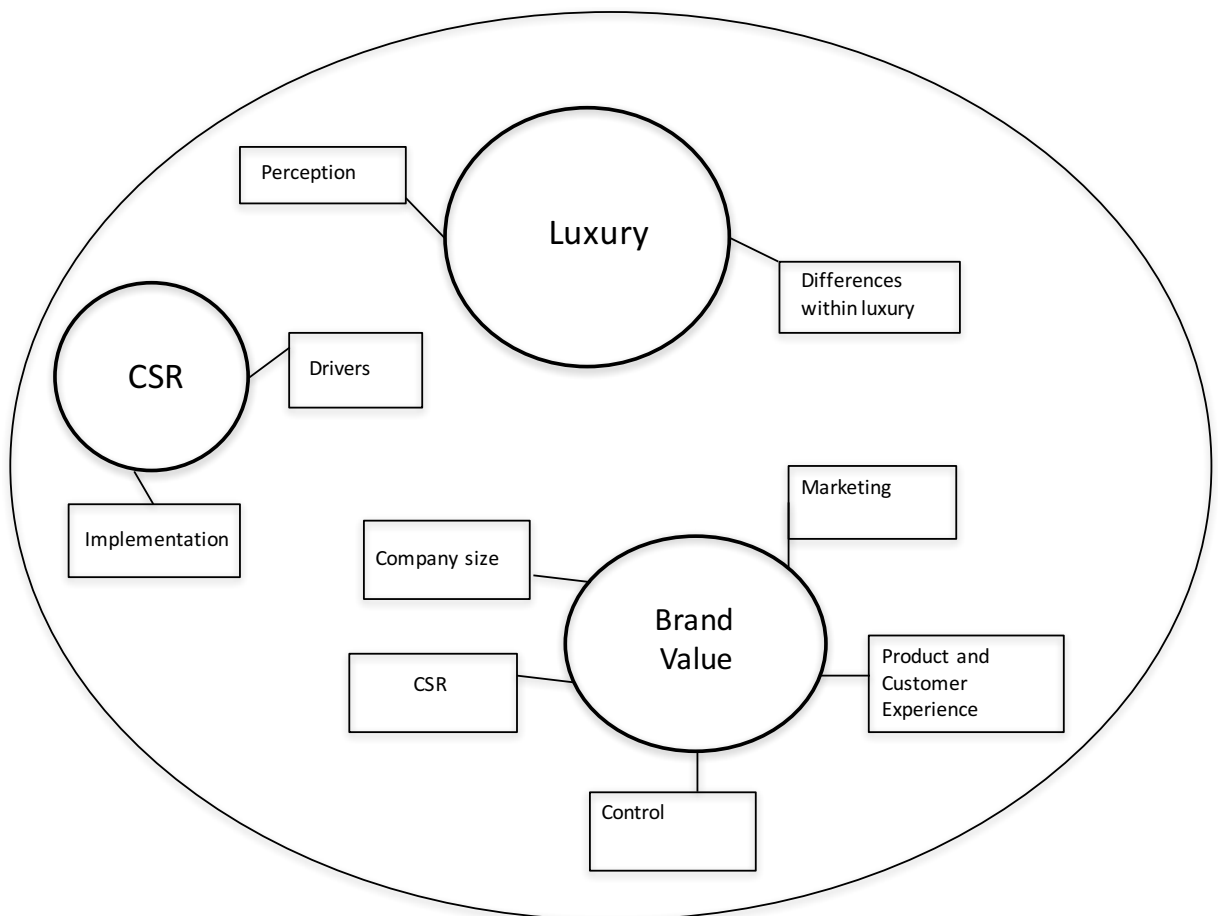 Perception
Luxury
Differences
within luxury
CSR
Drivers
Implementation
Marketing
Company size
Brand
Value
Product and
Customer
Experience
CSR
Control